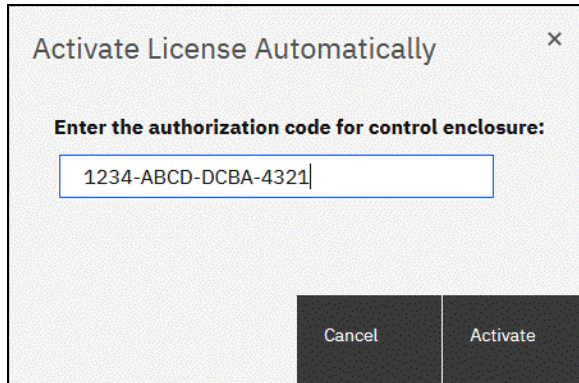 Activate License Automatically
×
Enter the authorization code for control enclosure:
1234-ABCD-DCBA-4321
Cancel
Activate